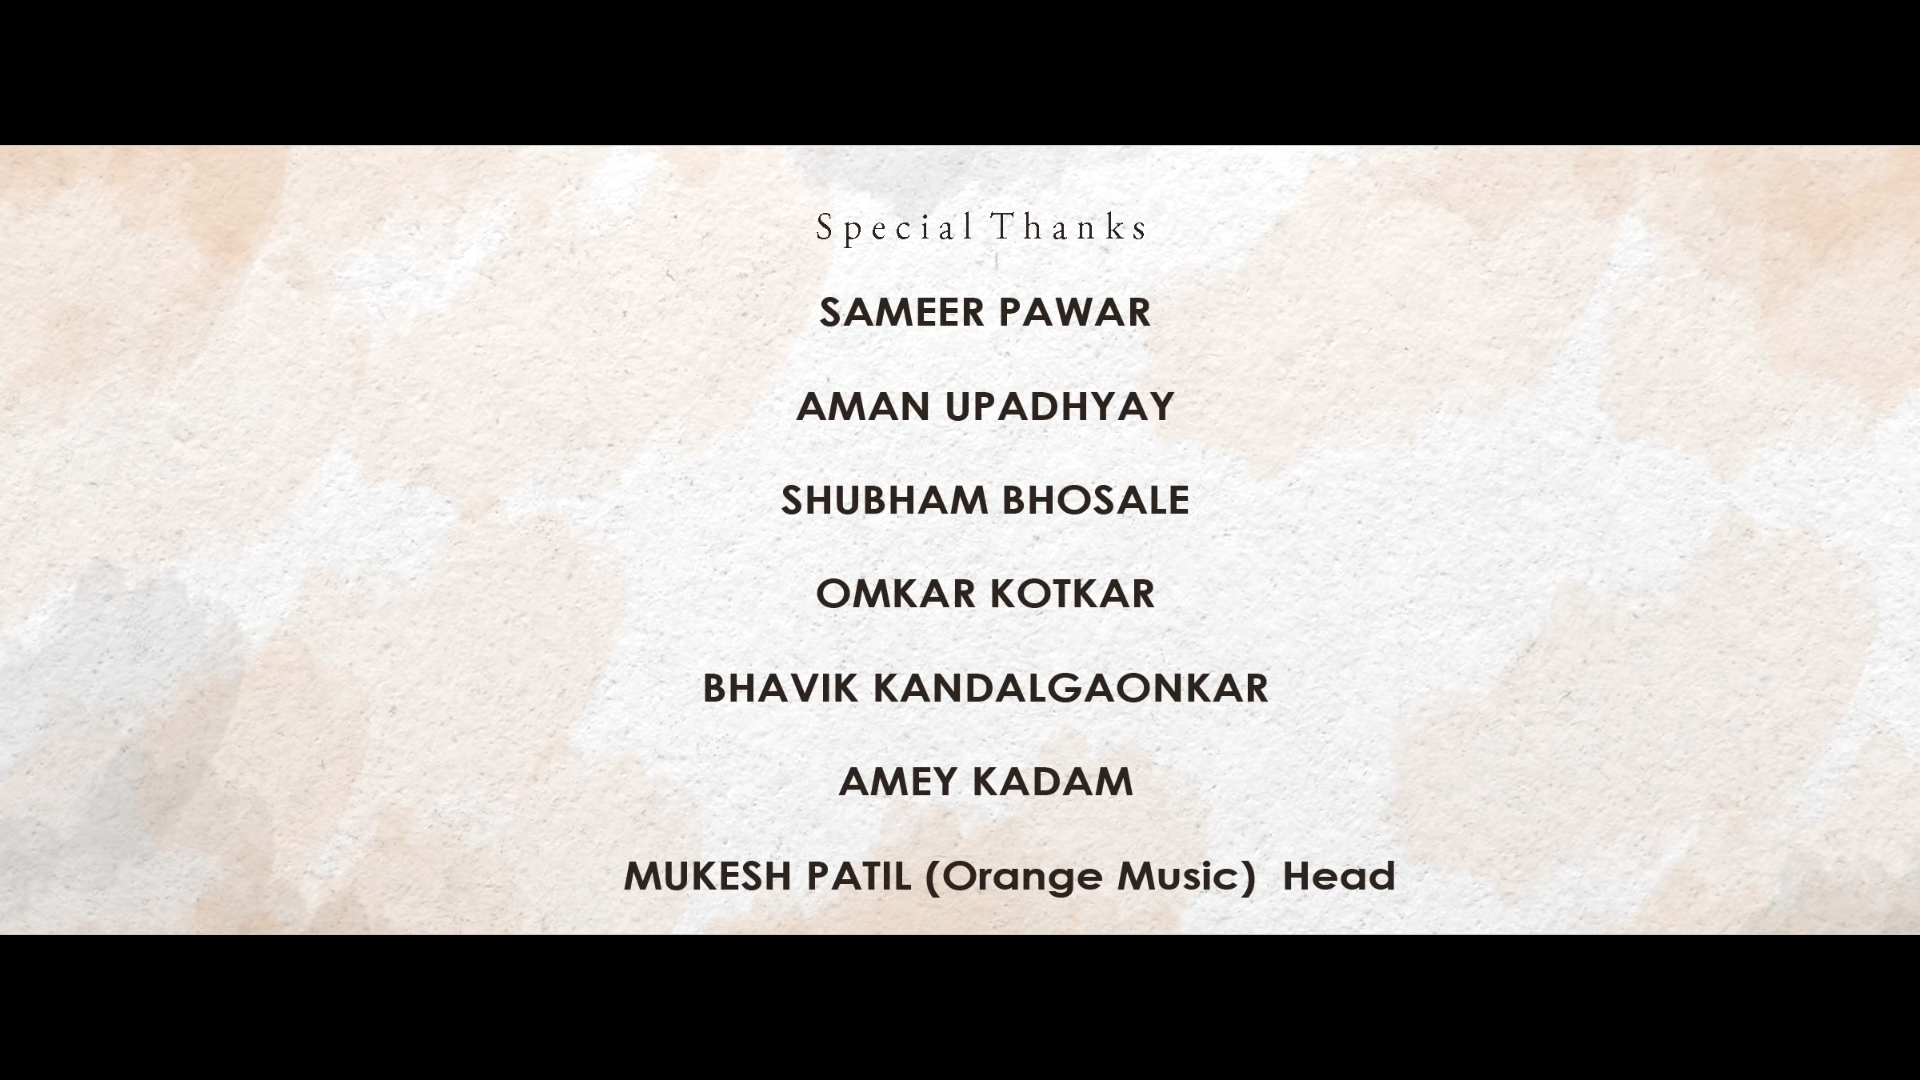 Special Thanks
SAMEER PAWAR
AMAN UPADHYAY
SHUBHAM BHOSALE
OMKAR KOTKAR
BHAVIK KANDALGAONKAR
AMEY KADAM
MUKESH PATIL (Orange Music)  Head